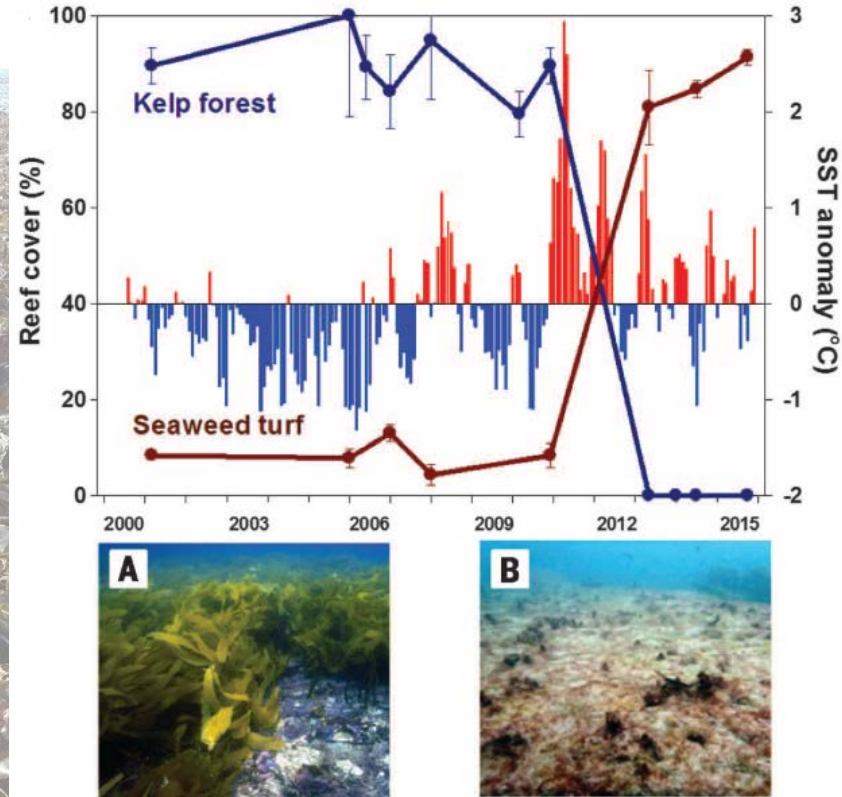 100
80
60
40
20
0
Reef cover (%)
Kelp forest
Seaweed turf
3
2
1
0
-1
-2
SST anomaly (°C)
2000 2003 2006 2009 2012 2015
A
B